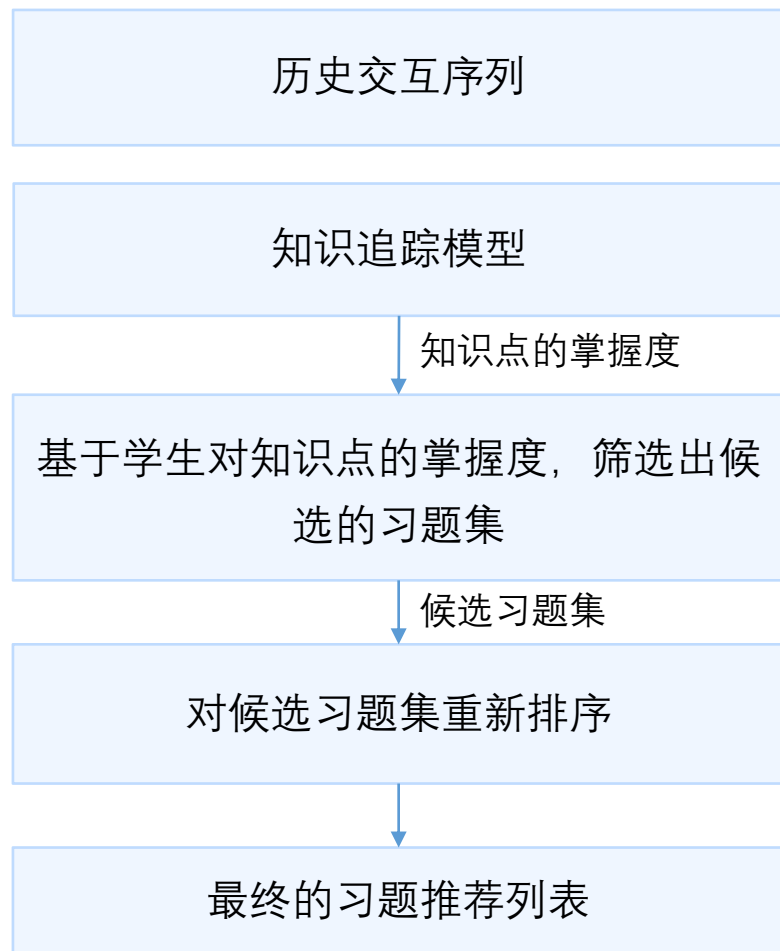 历史交互序列
知识追踪模型
知识点的掌握度
基于学生对知识点的掌握度，筛选出候
选的习题集
候选习题集
对候选习题集重新排序
最终的习题推荐列表